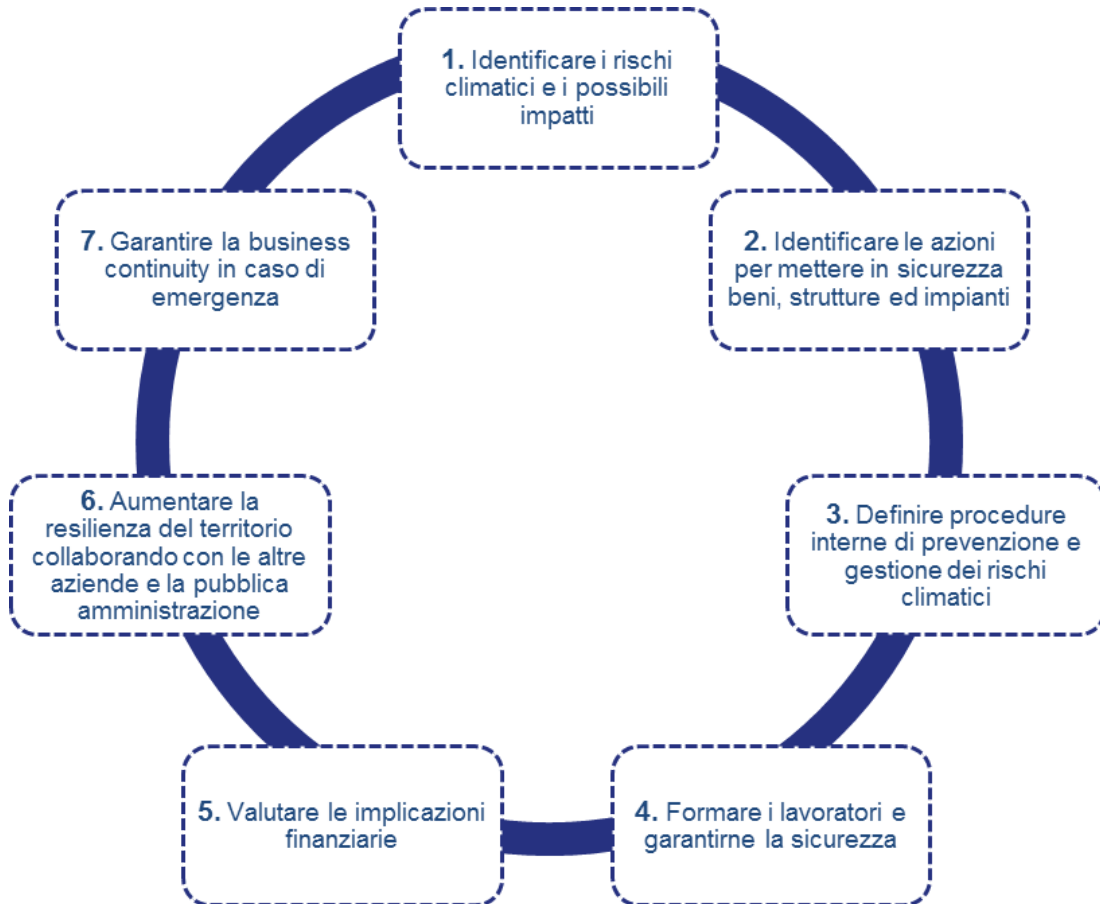 1. Identificare i rischi
climatici e i possibili
impatti
2. Identificare le azioni
per mettere in sicurezza
beni, strutture ed impianti
3. Definire procedure
interne di prevenzione e
gestione dei rischi
climatici
4. Formare i lavoratori e
garantirne la sicurezza
5. Valutare le implicazioni
finanziarie
6. Aumentare la
resilienza del territorio
collaborando con le altre
aziende e la pubblica
amministrazione
7. Garantire la business
continuity in caso di
emergenza